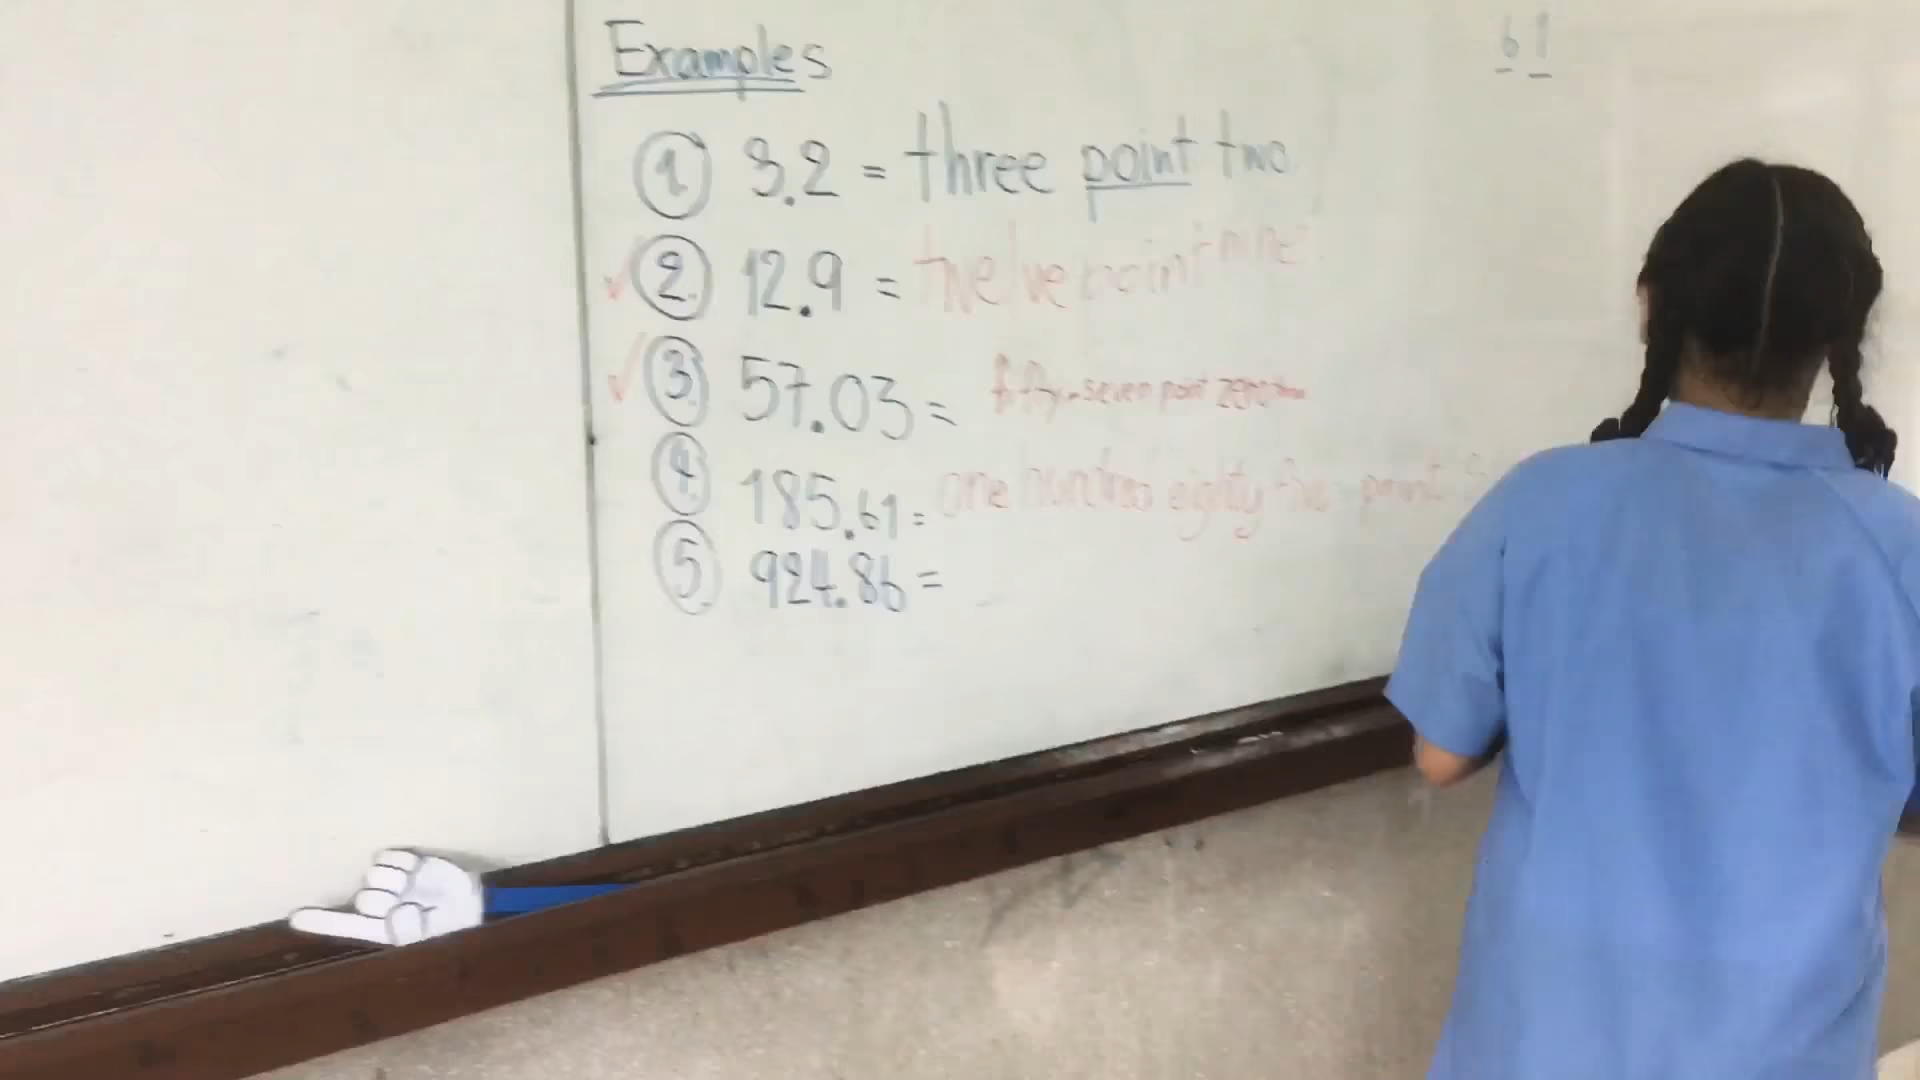 Examples
61
1. 3.2 = three point two
2. 12.9 = twelve point nine
3. 57.03 = fifty-seven point zero three
4. 185.61 = one hundred eighty five point
5. 924.86 =